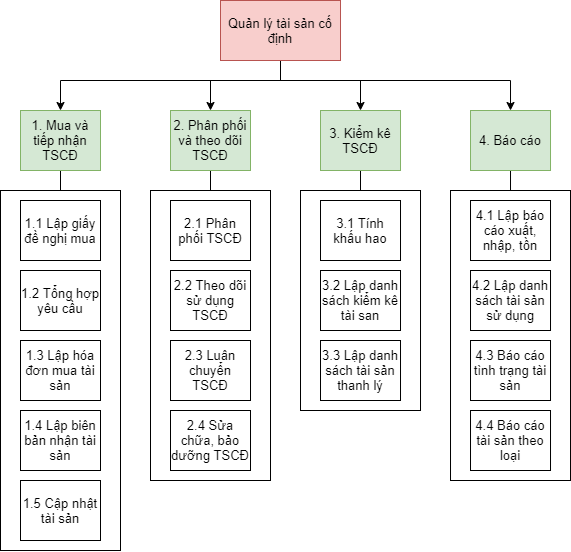 Quản lý tài sản cố
định
1. Mua và
tiếp nhận
TSCĐ
2. Phân phối
và theo dõi
TSCĐ
3. Kiểm kê
TSCĐ
4. Báo cáo
1.1 Lập giấy
đề nghị mua
1.2 Tổng hợp
yêu cầu
1.3 Lập hóa
đơn mua tài
sản
1.4 Lập biên
bản nhận tài
sản
1.5 Cập nhật
tài sản
2.1 Phân
phối TSCĐ
2.2 Theo dõi
sử dụng
TSCĐ
2.3 Luân
chuyển
TSCĐ
2.4 Sửa
chữa, bảo
dưỡng TSCĐ
3.1 Tính
khấu hao
3.2 Lập danh
sách kiểm kê
tài san
3.3 Lập danh
sách tài sản
thanh lý
4.1 Lập báo
cáo xuất,
nhập, tồn
4.2 Lập danh
sách tài sản
sử dụng
4.3 Báo cáo
tình trạng tài
sản
4.4 Báo cáo
tài sản theo
loại